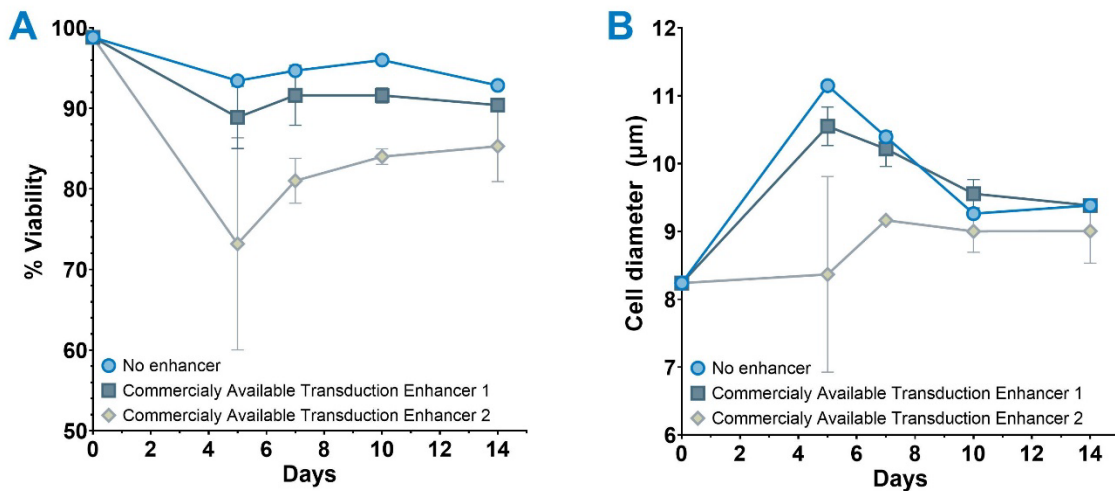 A
% Viability
100
90
80
70
60
50
0
2
4
6
8
10
12
14
Days
No enhancer
Commercialy Available Transduction Enhancer 1
Commercialy Available Transduction Enhancer 2
B
Cell diameter (μm)
12
11
10
9
8
7
6
0
2
4
6
8
10
12
14
Days
No enhancer
Commercialy Available Transduction Enhancer 1
Commercialy Available Transduction Enhancer 2